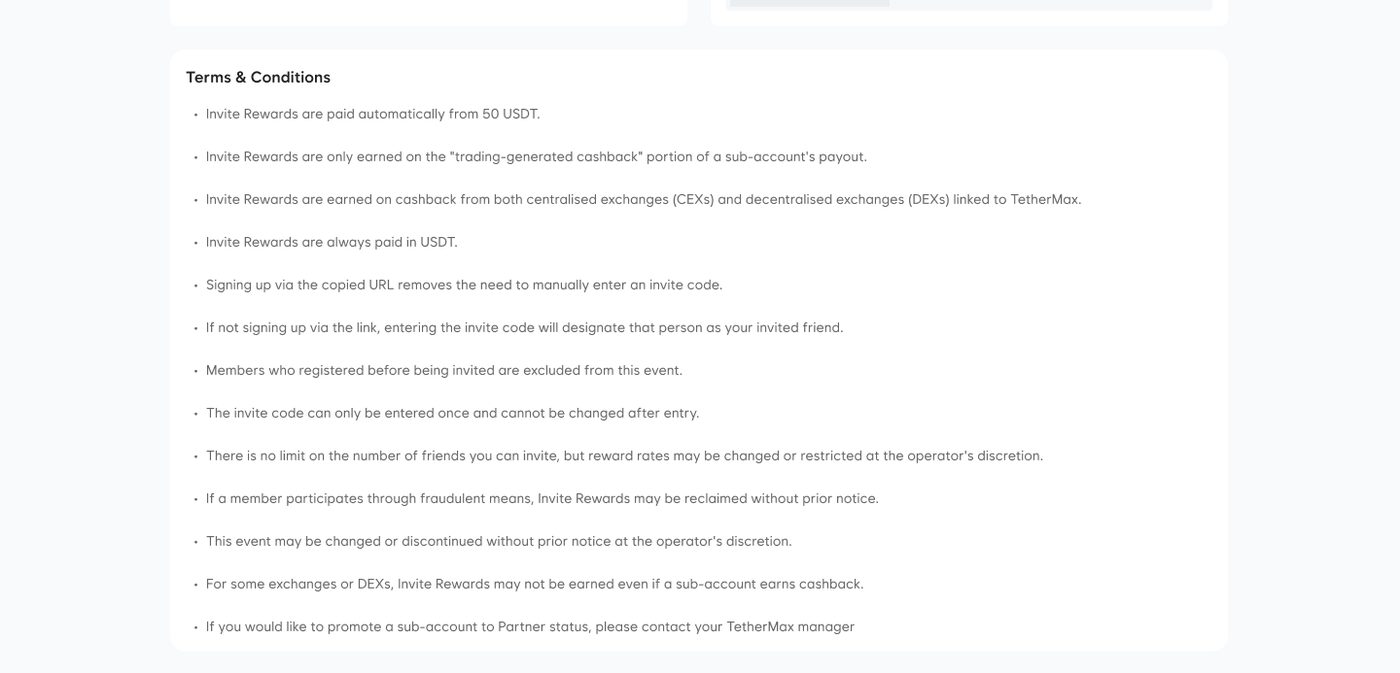 Terms & Conditions
• Invite Rewards are paid automatically from 50 USDT.
• Invite Rewards are only earned on the "trading-generated cashback" portion of a sub-account's payout.
• Invite Rewards are earned on cashback from both centralised exchanges (CEXs) and decentralised exchanges (DEXs) linked to TetherMax.
• Invite Rewards are always paid in USDT.
• Signing up via the copied URL removes the need to manually enter an invite code.
• If not signing up via the link, entering the invite code will designate that person as your invited friend.
• Members who registered before being invited are excluded from this event.
• The invite code can only be entered once and cannot be changed after entry.
• There is no limit on the number of friends you can invite, but reward rates may be changed or restricted at the operator's discretion.
• If a member participates through fraudulent means, Invite Rewards may be reclaimed without prior notice.
• This event may be changed or discontinued without prior notice at the operator's discretion.
• For some exchanges or DEXs, Invite Rewards may not be earned even if a sub-account earns cashback.
• If you would like to promote a sub-account to Partner status, please contact your TetherMax manager